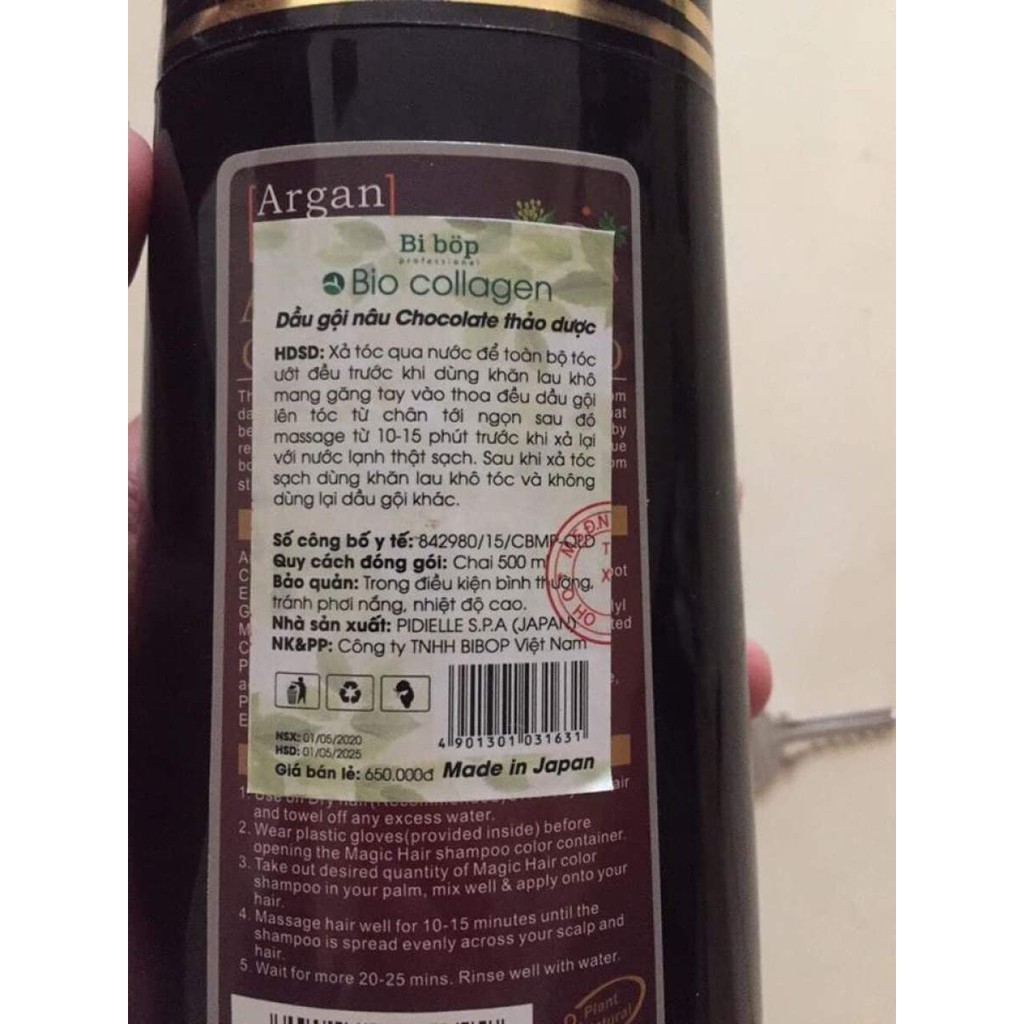 [Argan]
Bi böp
professional
Bio collagen
Dầu gội nâu Chocolate thảo dược
HDSD: Xả tóc qua nước để toàn bộ tóc
ướt đều trước khi dùng khăn lau khô
mang găng tay vào thoa đều dầu gội
lên tóc từ chân tới ngọn sau đó
massage từ 10-15 phút trước khi xả lại
với nước lạnh thật sạch. Sau khi xả tóc
sạch dùng khăn lau khô tóc và không
dùng lại dầu gội khác.
Số công bố y tế: 842980/15/CBMP-QLD
Quy cách đóng gói: Chai 500 ml
Bảo quản: Trong điều kiện bình thường,
tránh phơi nắng, nhiệt độ cao.
Nhà sản xuất: PIDIELLE S.P.A (JAPAN)
NK&PP: Công ty TNHH BIBOP Việt Nam
NSX: 01/05/2020
HSD: 01/05/2025
4 901301 031631
Giá bán lẻ: 650.000đ Made in Japan
1. Use on Dry hair
and towel off any excess water.
2. Wear plastic gloves(provided inside) before
opening the Magic Hair shampoo color container.
3. Take out desired quantity of Magic Hair color
shampoo in your palm, mix well & apply onto your
hair.
4. Massage hair well for 10-15 minutes until the
shampoo is spread evenly across your scalp and
hair.
5. Wait for more 20-25 mins. Rinse well with water.
Plant